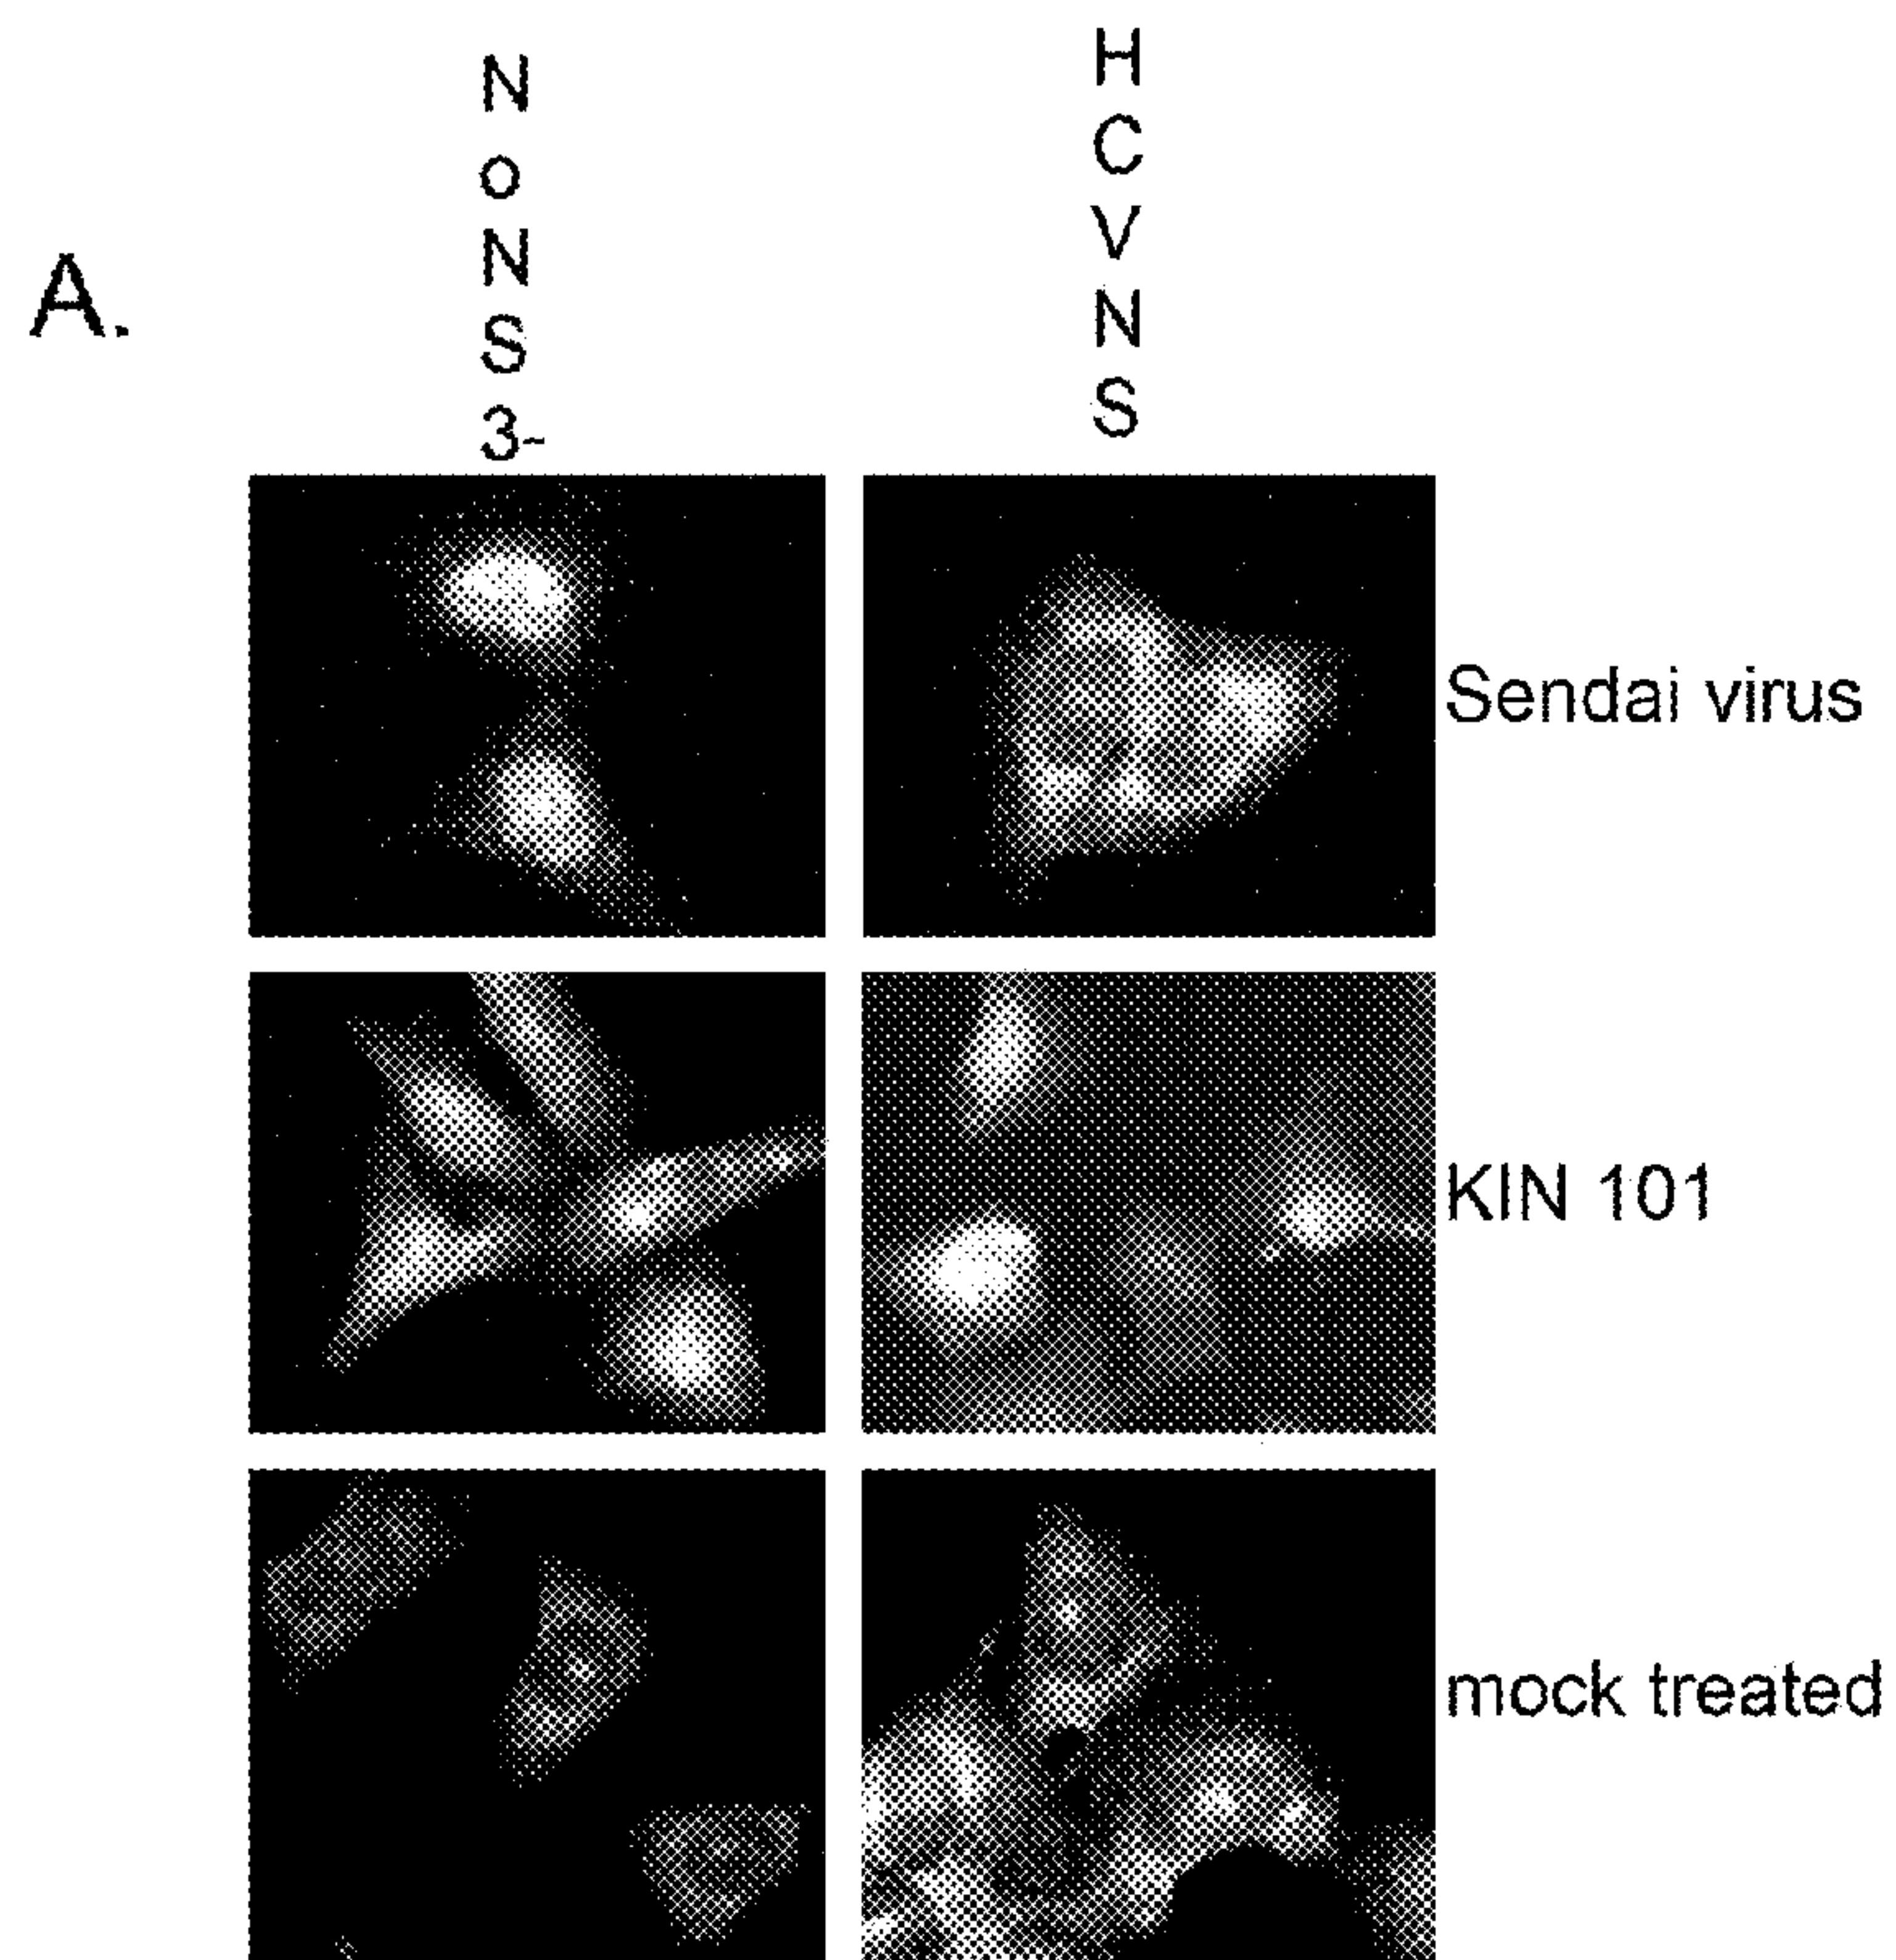 A.
NoNS3-
HCVNS
Sendai virus
KIN 101
mock treated